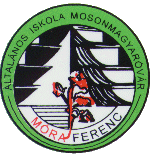 ÁLTALÁNOS ISKOLA MOSONMAGYARÓVÁR
MÓRA FERENC